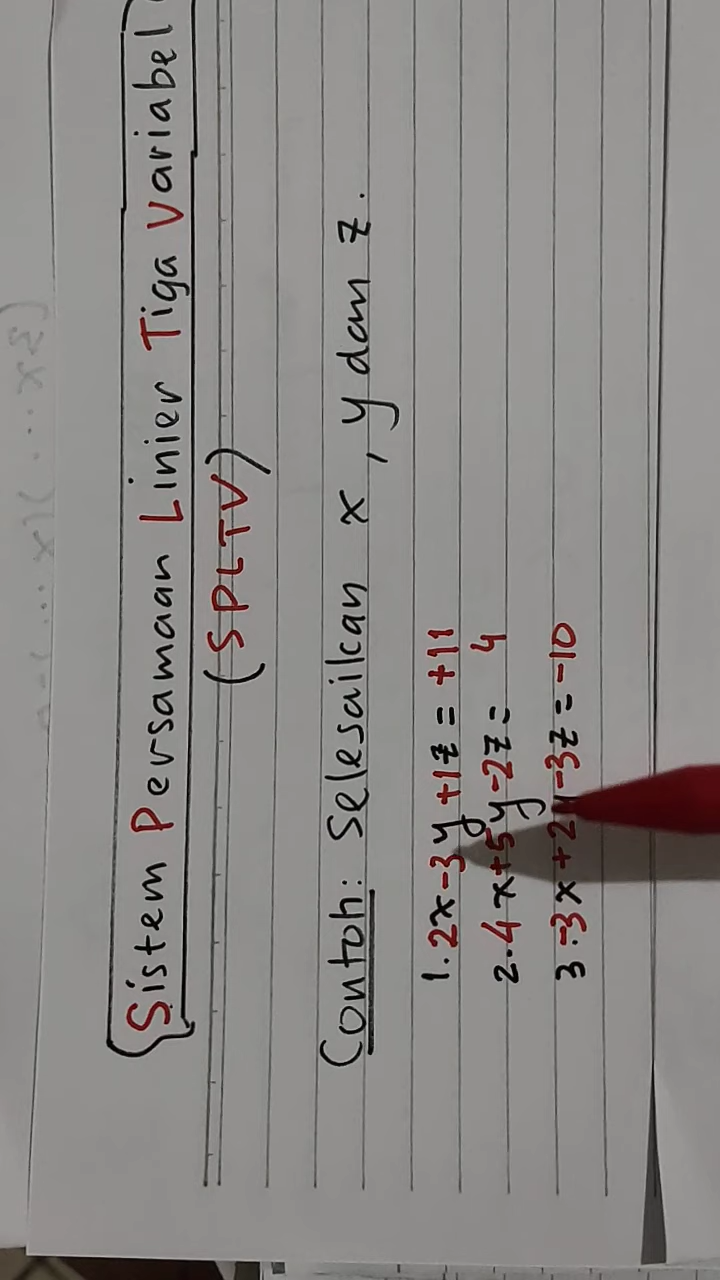 Sistem Persamaan Linier Tiga Variabel
(SPLTV)
Contoh: Selesaikan x, y dan z.
1. 2x-3y+1z=+11
2. 4x+5y-2z= 4
3. -3x+2y-3z=-10